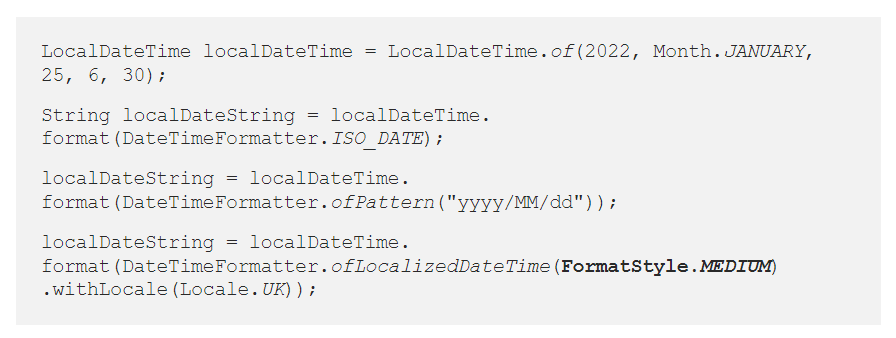 LocalDateTime localDateTime = LocalDateTime.of(2022, Month.JANUARY,
25, 6, 30);
String localDateString = localDateTime.
format(DateTimeFormatter.ISO_DATE);
localDateString = localDateTime.
format(DateTimeFormatter.ofPattern("yyyy/MM/dd"));
localDateString = localDateTime.
format(DateTimeFormatter.ofLocalizedDateTime(FormatStyle.MEDIUM)
.withLocale(Locale.UK));